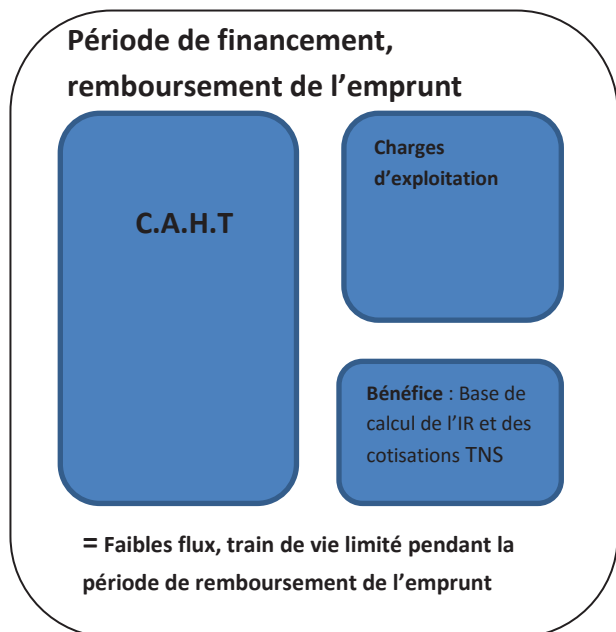 Période de financement,
remboursement de l’emprunt
C.A.H.T
Charges
d’exploitation
Bénéfice : Base de
calcul de l’IR et des
cotisations TNS
= Faibles flux, train de vie limité pendant la
période de remboursement de l’emprunt